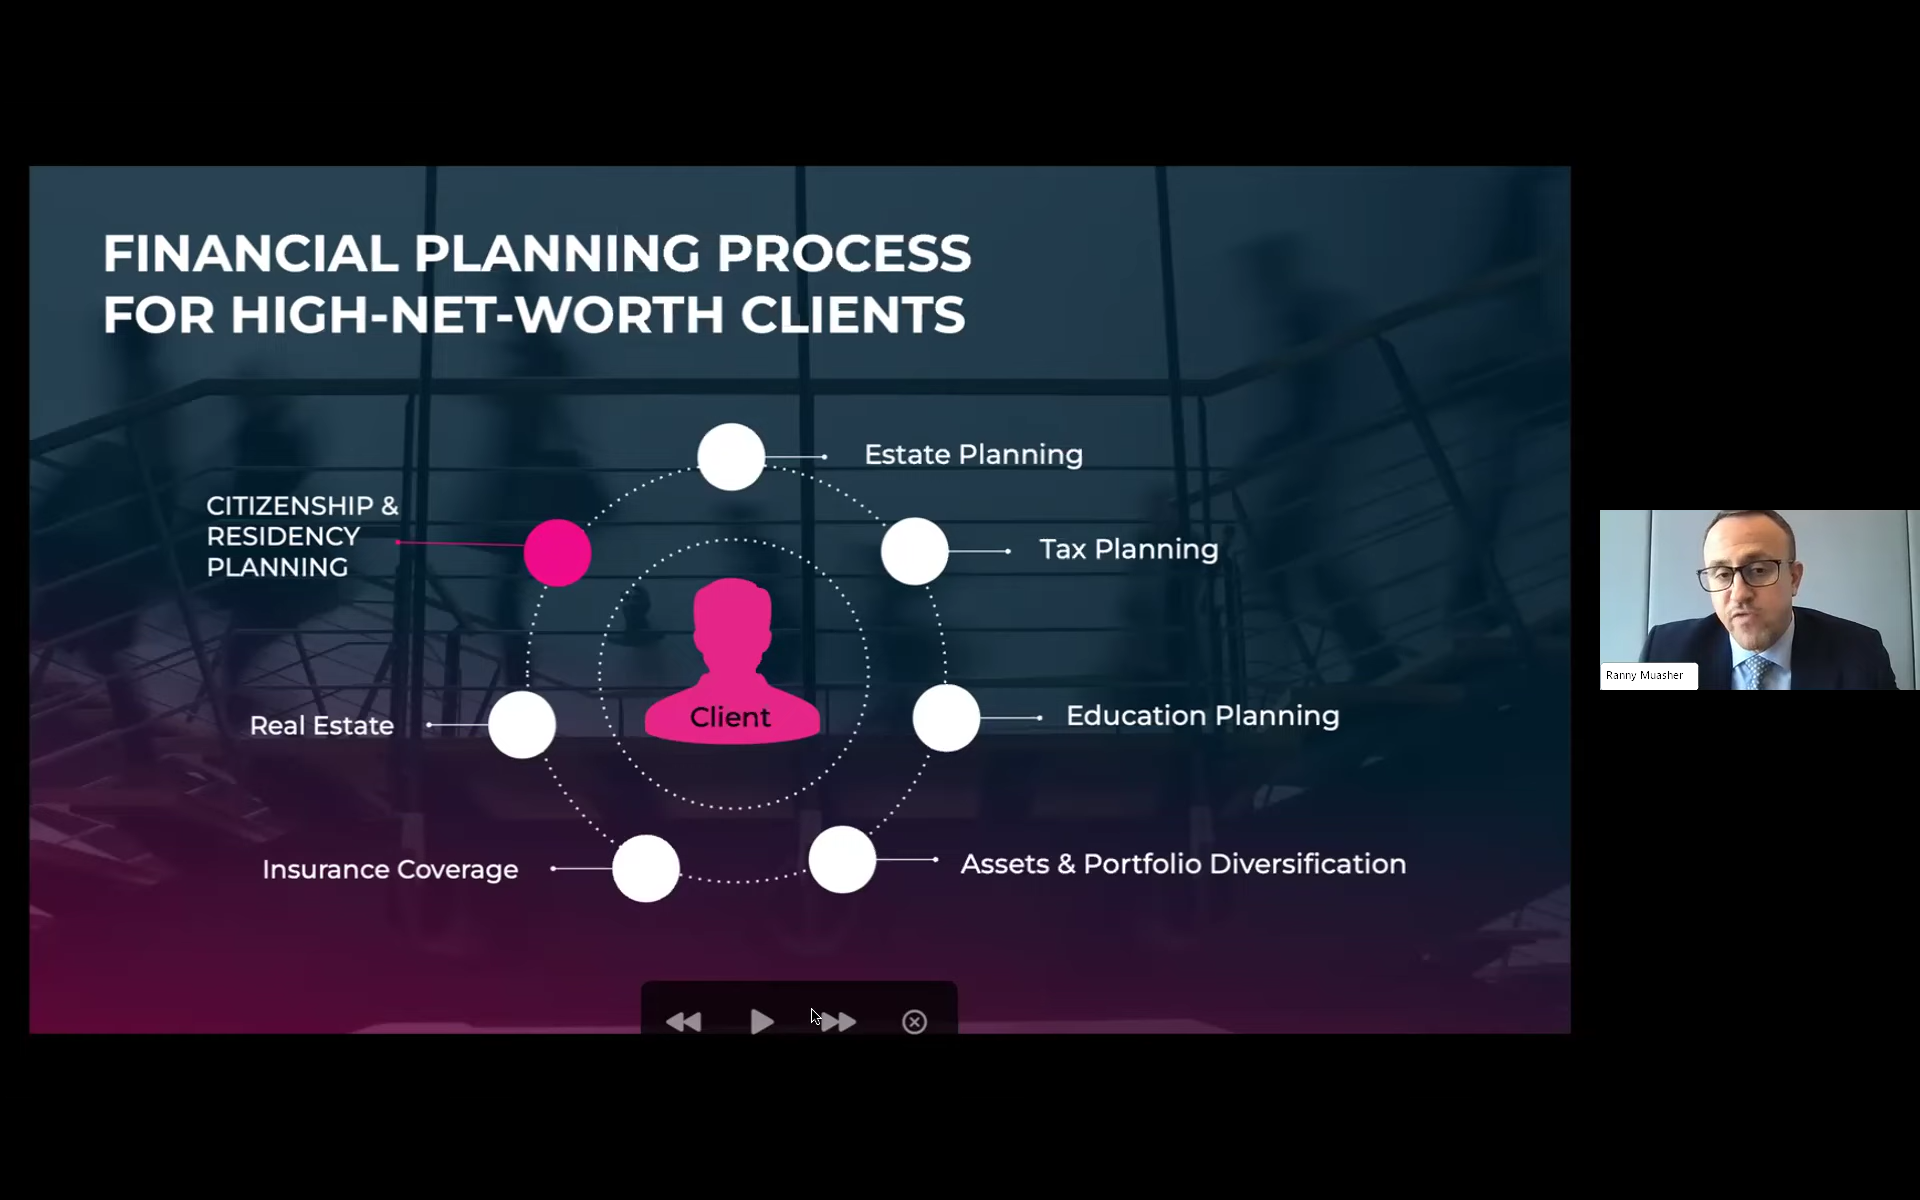 FINANCIAL PLANNING PROCESS
FOR HIGH-NET-WORTH CLIENTS
Estate Planning
CITIZENSHIP &
RESIDENCY
PLANNING
Tax Planning
Client
Real Estate
Education Planning
Insurance Coverage
Assets & Portfolio Diversification
Ranny Muasher